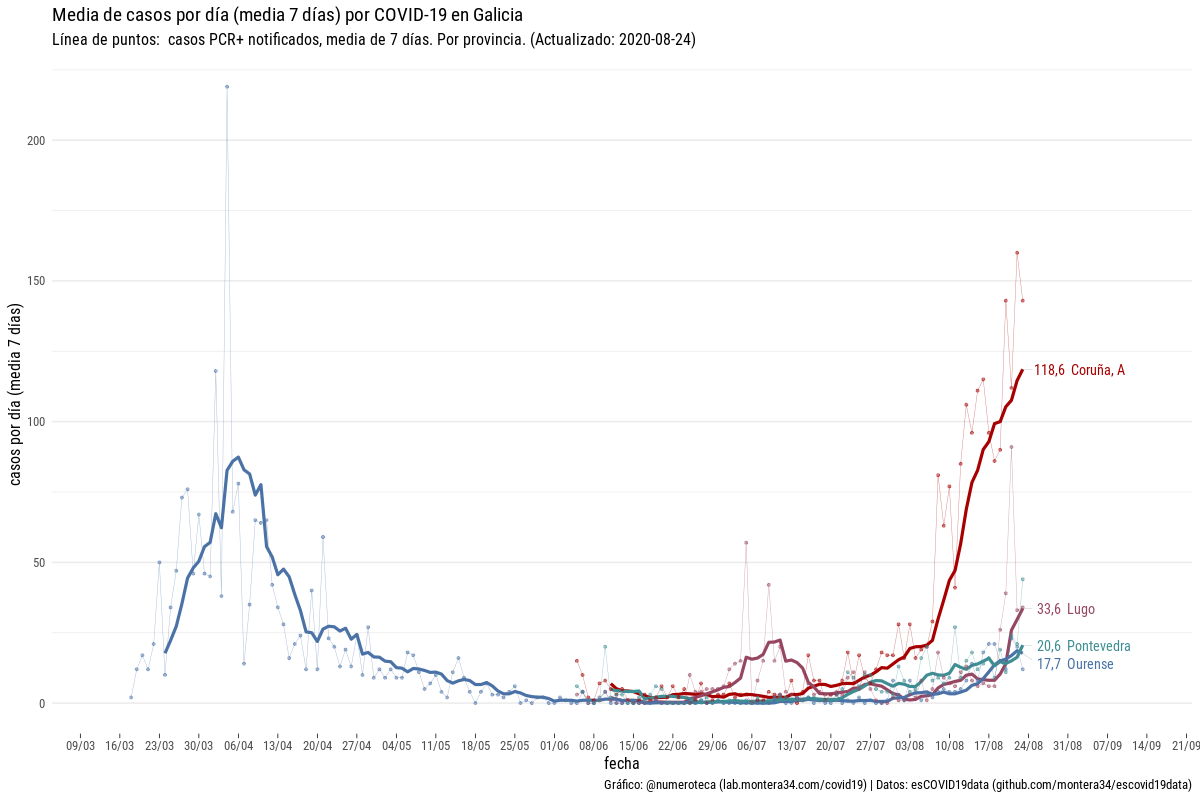 Media de casos por día (media 7 días) por COVID-19 en Galicia
Línea de puntos:  casos PCR+ notificados, media de 7 días. Por provincia. (Actualizado: 2020-08-24)
casos por día (media 7 días)
200
150
100
50
0
118,6 Coruña, A
33,6 Lugo
20,6 Pontevedra
17,7 Ourense
09/03 16/03 23/03 30/03 06/04 13/04 20/04 27/04 04/05 11/05 18/05 25/05 01/06 08/06 15/06 22/06 29/06 06/07 13/07 20/07 27/07 03/08 10/08 17/08 24/08 31/08 07/09 14/09 21/09
fecha
Gráfico: @numeroteca (lab.montera34.com/covid19) | Datos: esCOVID19data (github.com/montera34/escovid19data)